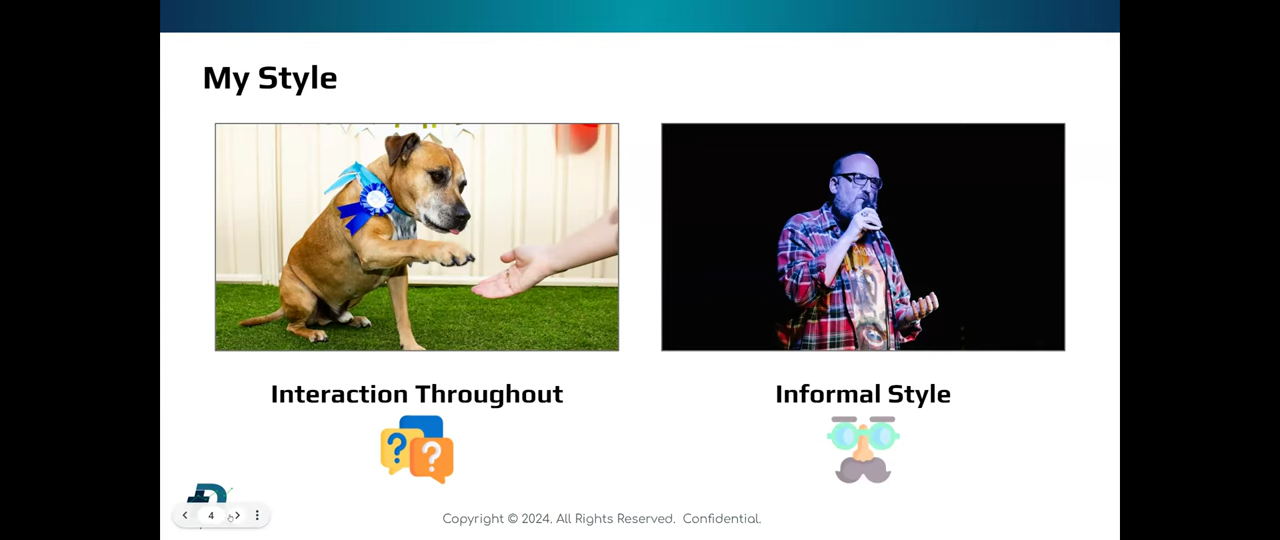 My Style
Interaction Throughout
Informal Style
? ?
4
Copyright © 2024. All Rights Reserved. Confidential.